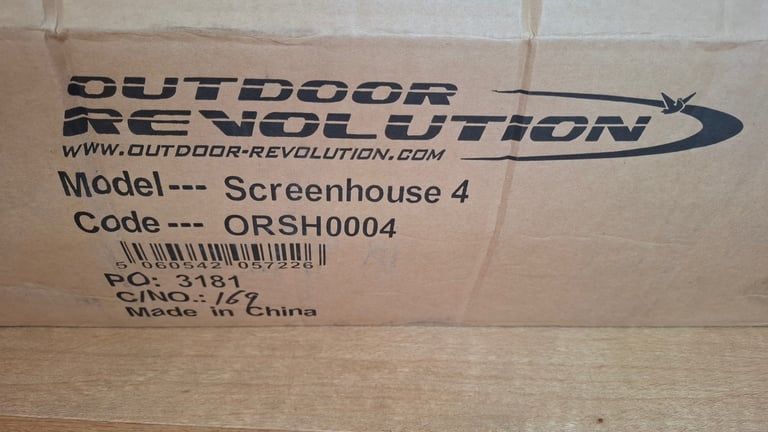 OUTDOOR
REVOLUTION
WWW.OUTDOOR-REVOLUTION.COM
Model--- Screenhouse 4
Code --- ORSH0004
5 060542 057226
PO: 3181
C/NO.: 169
Made in China